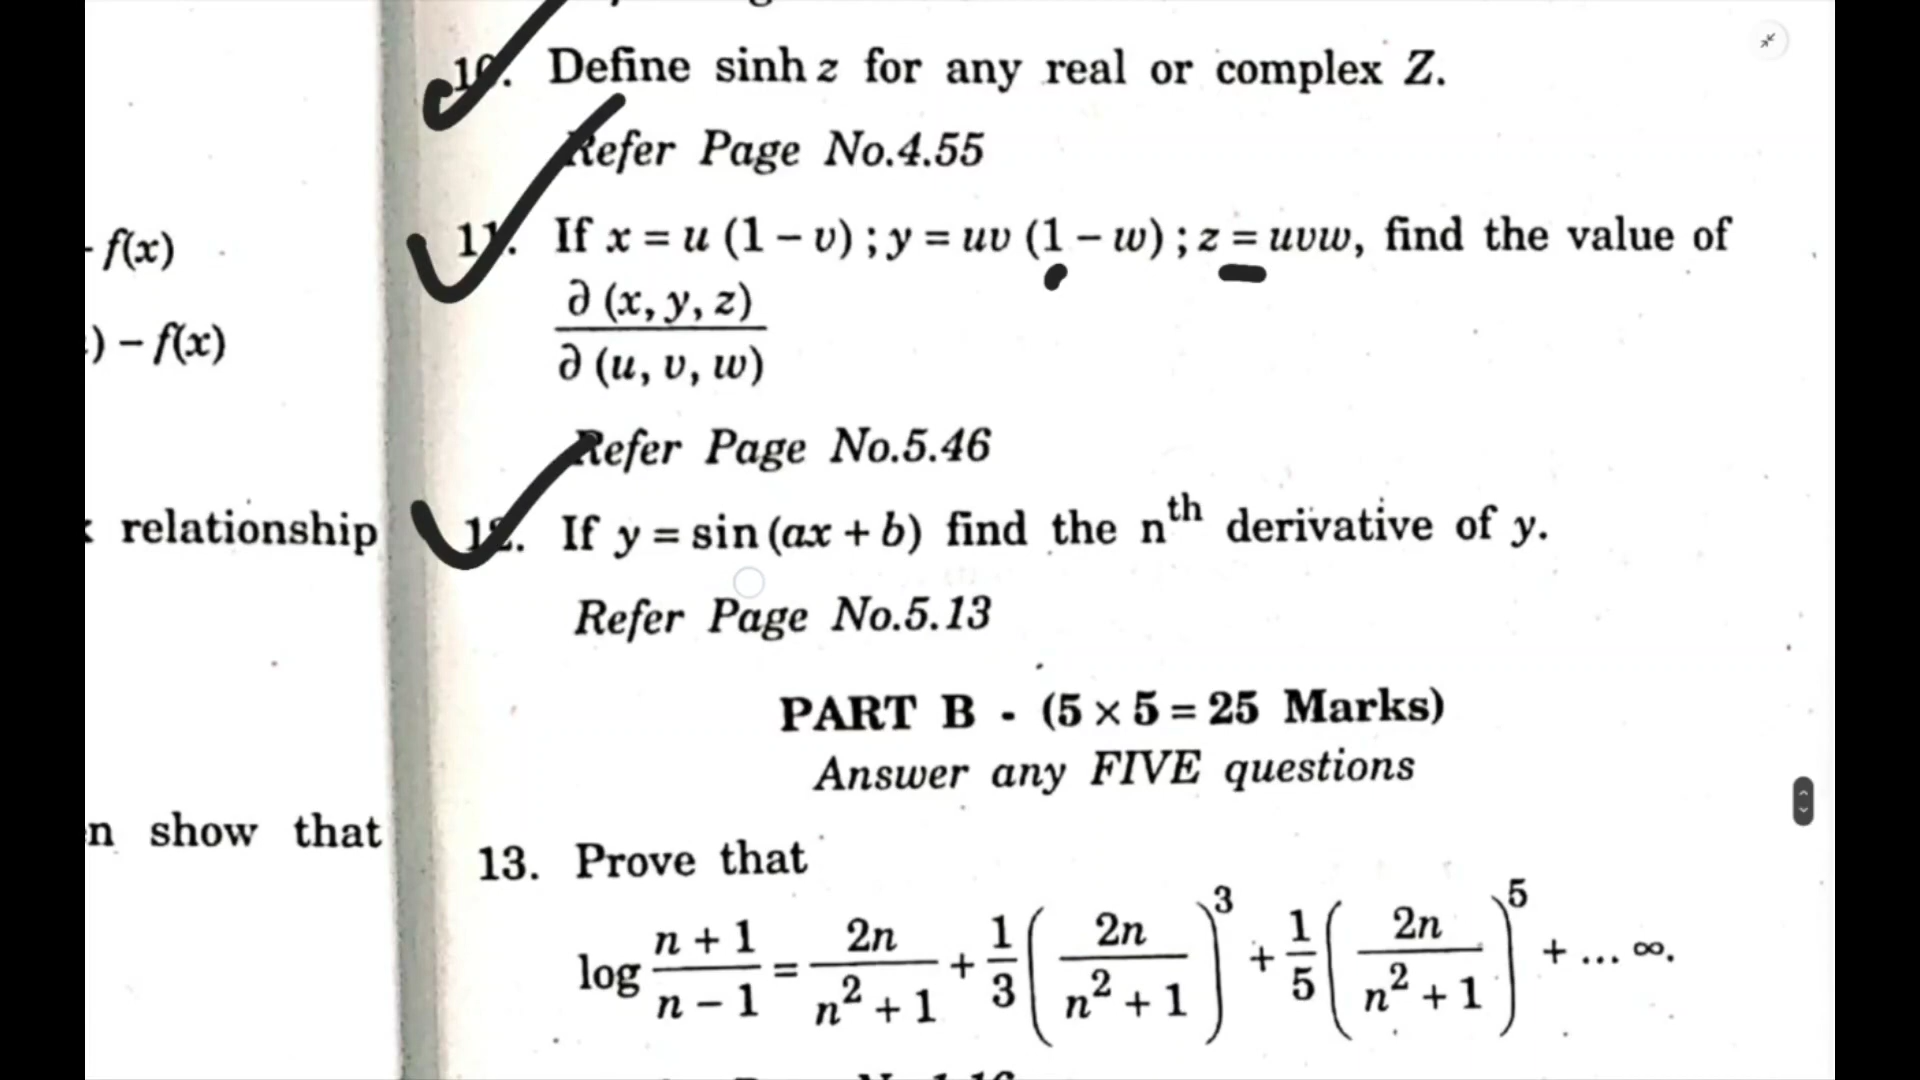 10. Define sinh z for any real or complex Z.
Refer Page No.4.55
- f(x)
11. If x = u (1 – v) ; y = uv (1 – w) ; z = uvw, find the value of
∂ (x, y, z)
) – f(x)
∂ (u, v, w)
Refer Page No.5.46
relationship
12. If y = sin (ax + b) find the nth derivative of y.
Refer Page No.5.13
PART B - (5 × 5 = 25 Marks)
Answer any FIVE questions
n show that
13. Prove that
log n + 1 / n – 1 = 2n / n² + 1 + 1/3 ( 2n / n² + 1 )³ + 1/5 ( 2n / n² + 1 )⁵ + ... ∞.